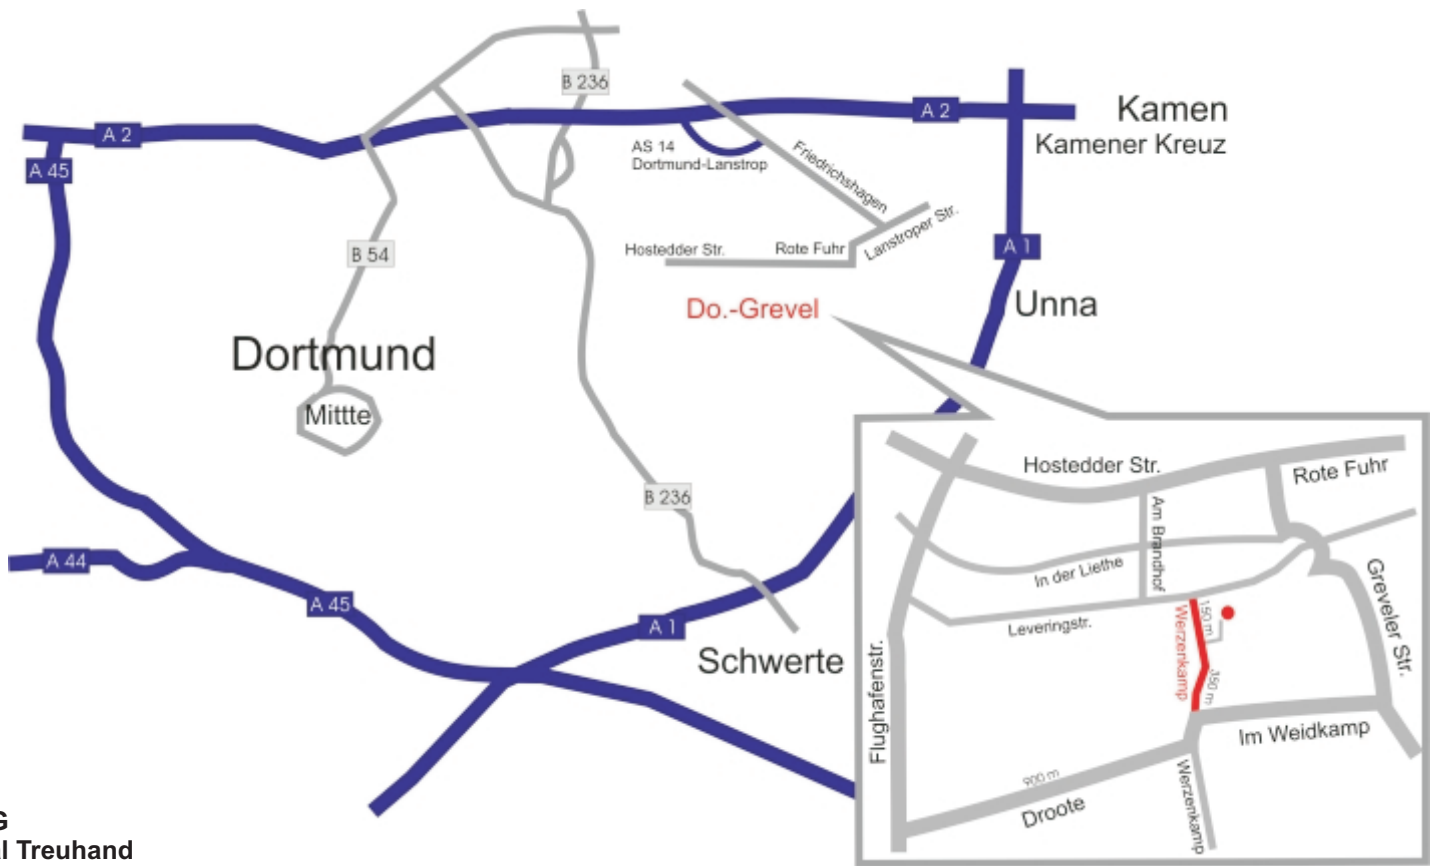 B 236
A 2
A 2
Kamen
Kamener Kreuz
A 45
AS 14
Dortmund-Lanstrop
Friedrichshagen
Lanstroper Str.
Hostedder Str.
Rote Fuhr
B 54
A 1
Do.-Grevel
Unna
Dortmund
Mittte
B 236
A 44
A 45
A 1
Schwerte
Hostedder Str.
Rote Fuhr
Am Brandhof
In der Liethe
Leveringstr.
Greveler Str.
Flughafenstr.
Werzenkamp
150 m
350 m
Im Weidkamp
900 m
Droote
Werzenkamp
G
l Treuhand